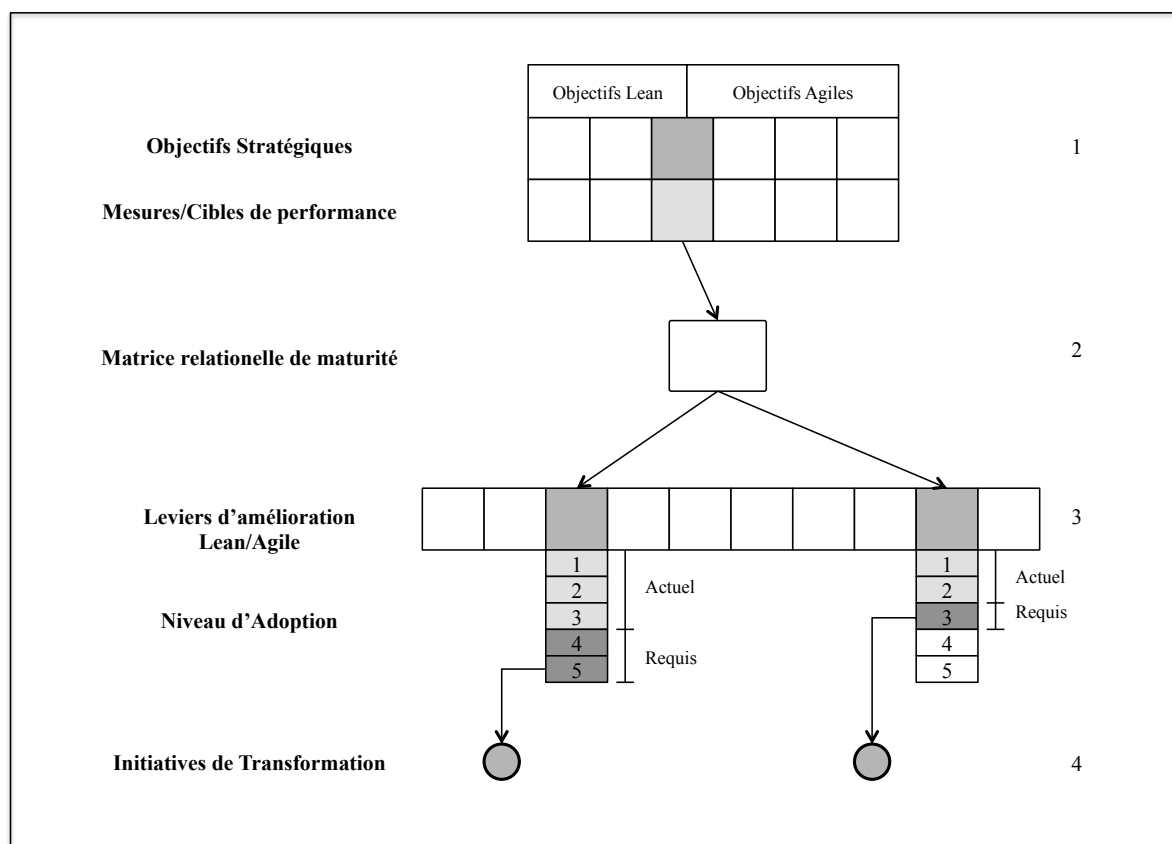 Objectifs Lean
Objectifs Agiles
Objectifs Stratégiques
1
Mesures/Cibles de performance
Matrice relationelle de maturité
2
Leviers d'amélioration
Lean/Agile
3
1
2
3
4
5
Actuel
Requis
1
2
3
4
5
Actuel
Requis
Niveau d'Adoption
Initiatives de Transformation
4